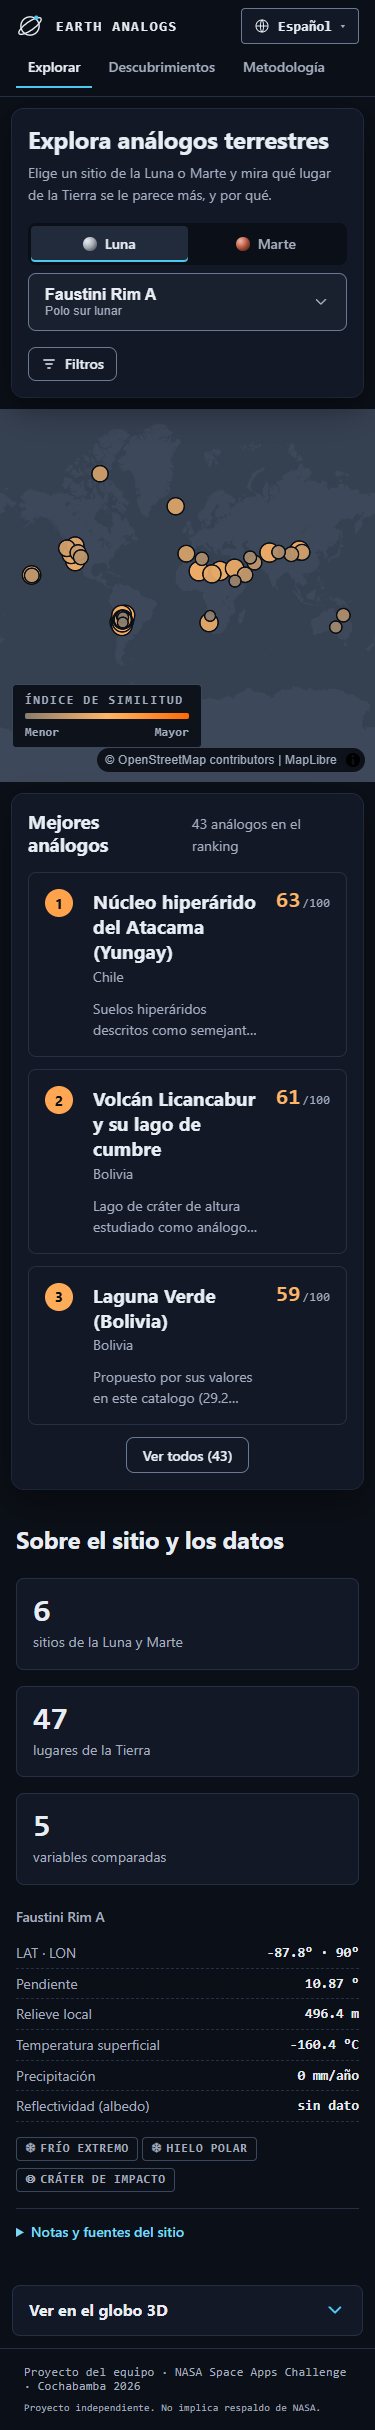 EARTH ANALOGS
Español
Explorar Descubrimientos Metodología
Explora análogos terrestres
Elige un sitio de la Luna o Marte y mira qué lugar
de la Tierra se le parece más, y por qué.
Luna Marte
Faustini Rim A
Polo sur lunar
Filtros
ÍNDICE DE SIMILITUD
Menor Mayor
© OpenStreetMap contributors | MapLibre
Mejores
análogos
43 análogos en el
ranking
1
Núcleo hiperárido
del Atacama
(Yungay)
63/100
Chile
Suelos hiperáridos
descritos como semejant...
2
Volcán Licancabur
y su lago de
cumbre
61/100
Bolivia
Lago de cráter de altura
estudiado como análogo...
3
Laguna Verde
(Bolivia)
59/100
Bolivia
Propuesto por sus valores
en este catalogo (29.2...
Ver todos (43)
Sobre el sitio y los datos
6
sitios de la Luna y Marte
47
lugares de la Tierra
5
variables comparadas
Faustini Rim A
LAT · LON -87.8° · 90°
Pendiente 10.87 °
Relieve local 496.4 m
Temperatura superficial -160.4 °C
Precipitación 0 mm/año
Reflectividad (albedo) sin dato
FRÍO EXTREMO HIELO POLAR
CRÁTER DE IMPACTO
Notas y fuentes del sitio
Ver en el globo 3D
Proyecto del equipo · NASA Space Apps Challenge
· Cochabamba 2026
Proyecto independiente. No implica respaldo de NASA.